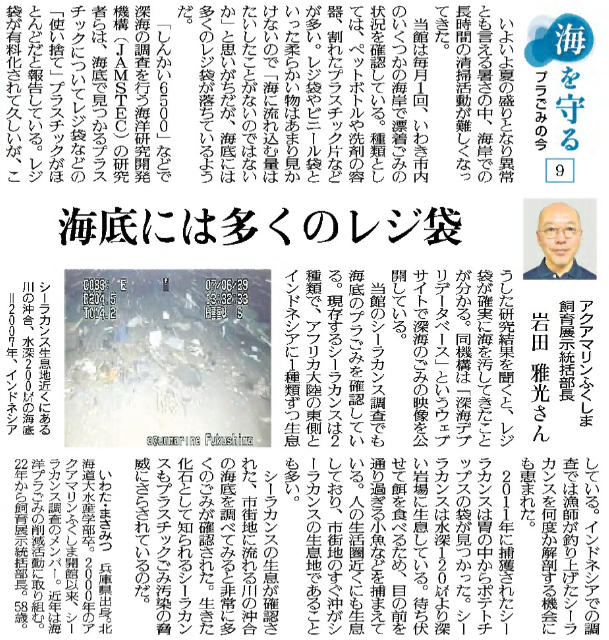 海を守る
プラごみの今
9
いよいよ夏の盛りとなり異常
とも言える暑さの中、海岸での
長時間の清掃活動が難しくなっ
てきた。
当館は毎月1回、いわき市内
のいくつかの海岸で漂着ごみの
状況を確認している。種類とし
ては、ペットボトルや洗剤の容
器、割れたプラスチック片など
が多い。レジ袋やビニール袋と
いった柔らかい物はあまり見か
けないので「海に流れ込む量は
たいしたことがないのではない
か」と思いがちだが、海底には
多くのレジ袋が落ちているよう
だ。
「しんかい6500」などで
深海の調査を行う海洋研究開発
機構（JAMSTEC）の研究
者らは、海底で見つかるプラス
チックについてレジ袋などの
「使い捨て」プラスチックがほ
とんどだと報告している。レジ
袋が有料化されて久しいが、こ
海底には多くのレジ袋
アクアマリンふくしま
飼育展示統括部長
岩田 雅光さん
うした研究結果を聞くと、レジ
袋が確実に海を汚してきたこと
が分かる。同機構は「深海デブ
リデータベース」というウェブ
サイトで深海のごみの映像を公
開している。
当館のシーラカンス調査でも
海底のプラごみを確認してい
る。現存するシーラカンスは2
種類で、アフリカ大陸の東側と
インドネシアに1種類ずつ生息
07/06/29
aquamarine Fukushima
シーラカンス生息地近くにある
川の沖合、水深200㍍の海底
＝2007年、インドネシア
している。インドネシアでの調
査では漁師が釣り上げたシーラ
カンスを何度か解剖する機会に
も恵まれた。
2011年に捕獲されたシー
ラカンスは胃の中からポテトチ
ップスの袋が見つかった。シー
ラカンスは水深120㍍より深
い岩場に生息している。待ち伏
せて餌を食べるため、目の前を
通り過ぎる小魚などを捕まえて
いる。人の生活圏近くにも生息
しており、市街地のすぐ沖がシ
ーラカンスの生息地であること
も多い。
シーラカンスの生息が確認さ
れた、市街地に流れる川の沖合
の海底を調べてみると非常に多
くのごみが確認された。生きた
化石として知られるシーラカン
スもプラスチックごみ汚染の脅
威にさらされているのだ。
いわた・まさみつ 兵庫県出身。北
海道大水産学部卒。2000年のア
クアマリンふくしま開館以来、シー
ラカンス調査のメンバー。近年は海
洋プラごみの削減活動に取り組む。
22年から飼育展示統括部長。58歳。